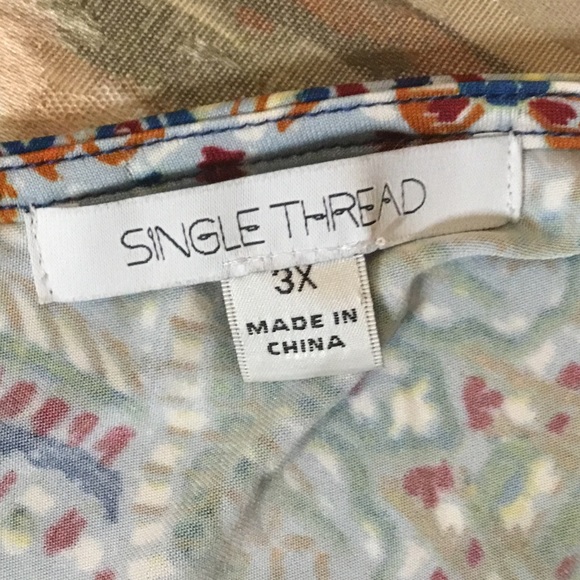 SINGLE THREAD
3X
MADE IN
CHINA